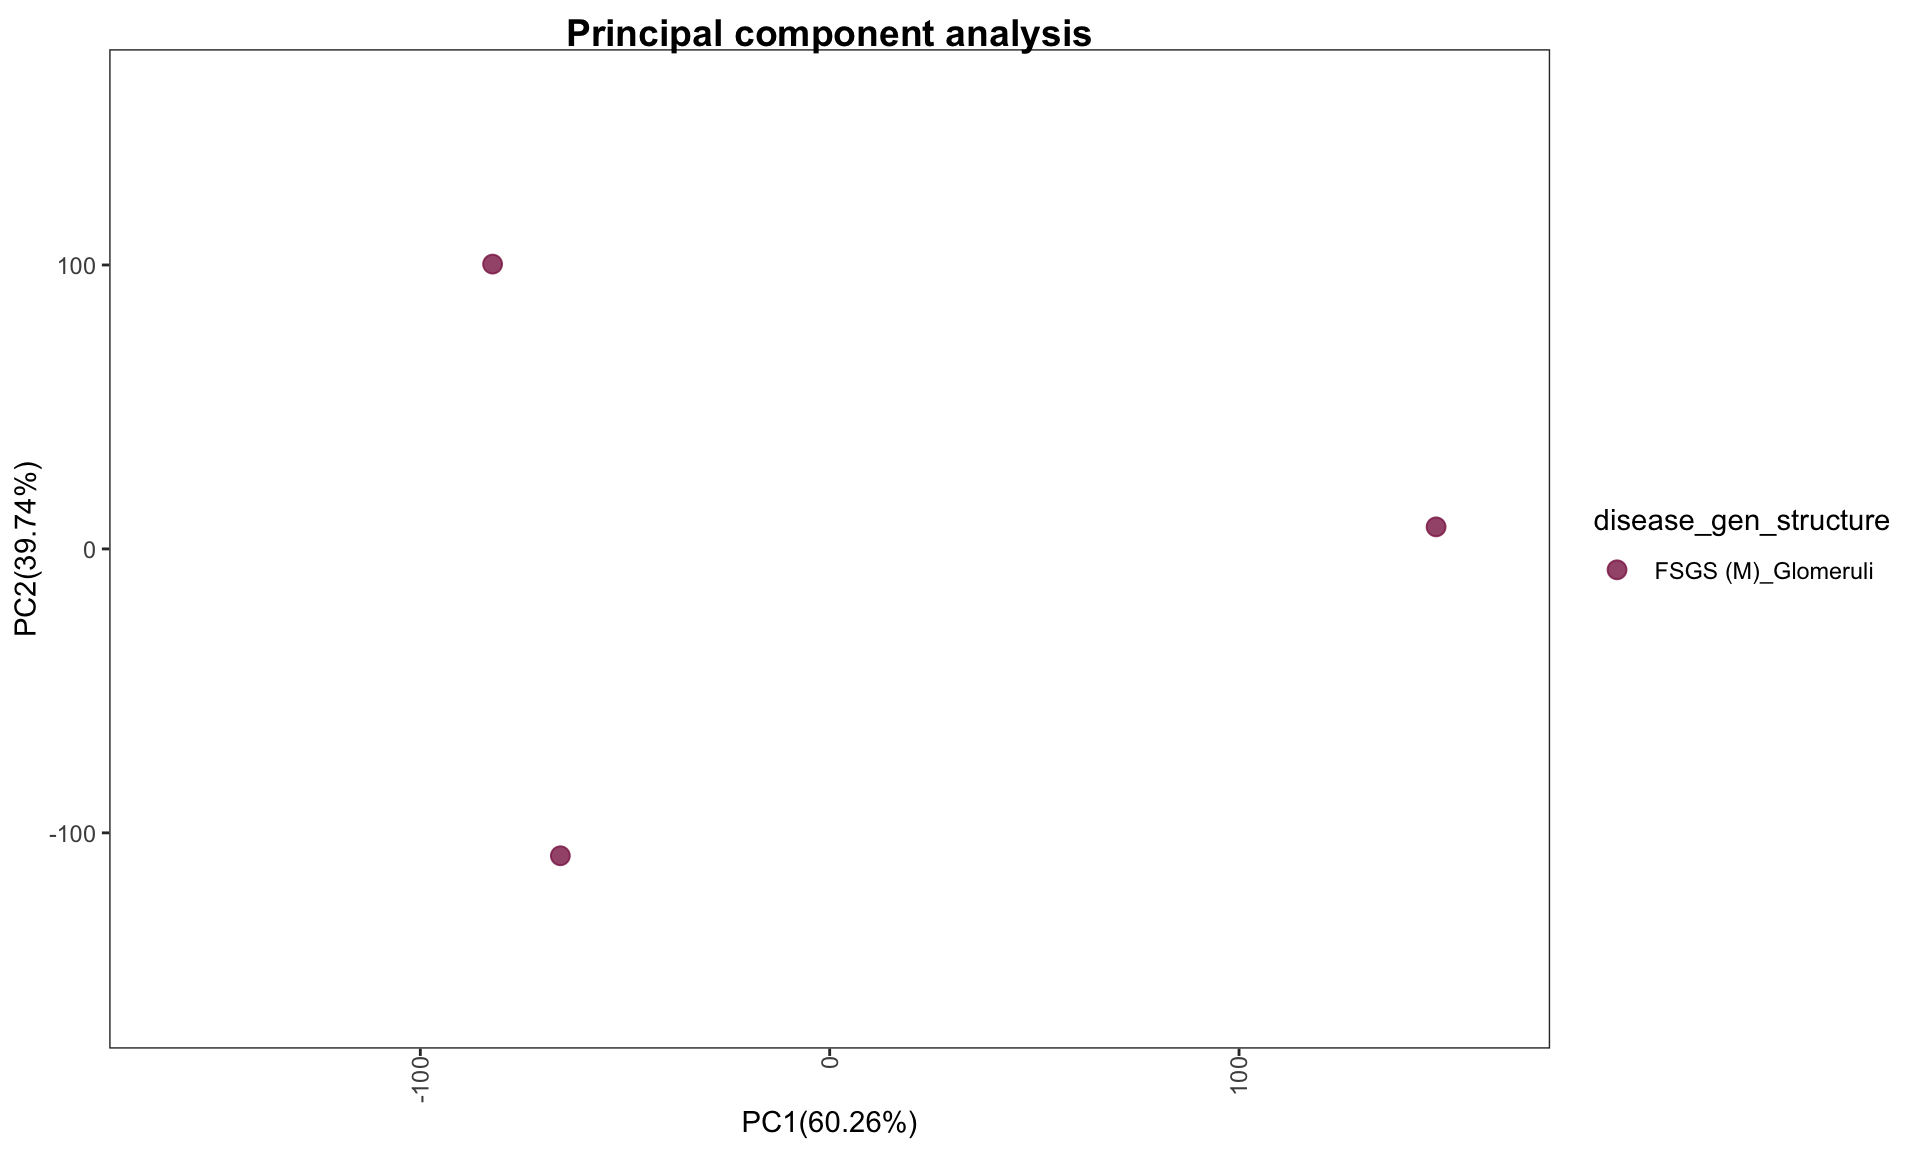 Principal component analysis
100
0
-100
PC2(39.74%)
-100
0
100
PC1(60.26%)
disease_gen_structure
FSGS (M)_Glomeruli